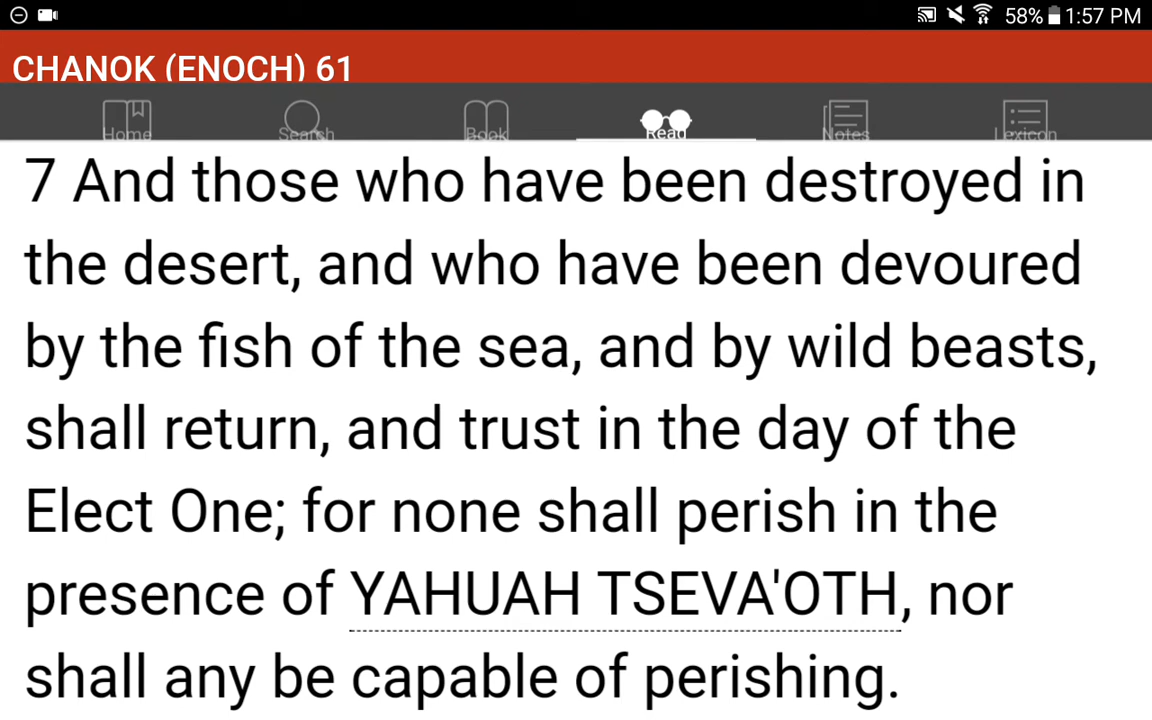 58% 1:57 PM
CHANOK (ENOCH) 61
Home Search Book Read Notes Lexicon
7 And those who have been destroyed in
the desert, and who have been devoured
by the fish of the sea, and by wild beasts,
shall return, and trust in the day of the
Elect One; for none shall perish in the
presence of YAHUAH TSEVA'OTH, nor
shall any be capable of perishing.